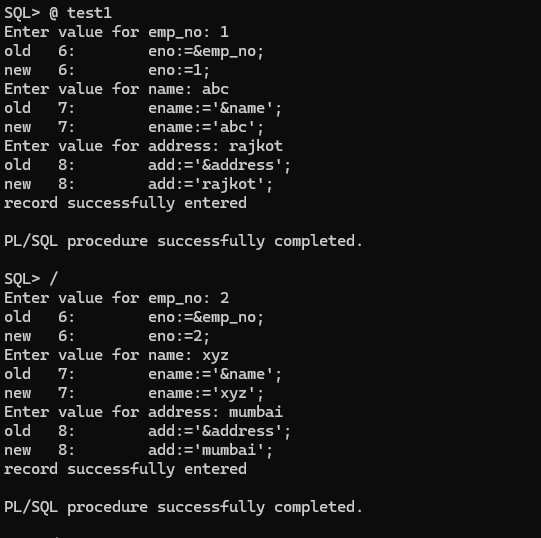 SQL> @ test1
Enter value for emp_no: 1
old   6:        eno:=&emp_no;
new   6:        eno:=1;
Enter value for name: abc
old   7:        ename:='&name';
new   7:        ename:='abc';
Enter value for address: rajkot
old   8:        add:='&address';
new   8:        add:='rajkot';
record successfully entered
PL/SQL procedure successfully completed.
SQL> /
Enter value for emp_no: 2
old   6:        eno:=&emp_no;
new   6:        eno:=2;
Enter value for name: xyz
old   7:        ename:='&name';
new   7:        ename:='xyz';
Enter value for address: mumbai
old   8:        add:='&address';
new   8:        add:='mumbai';
record successfully entered
PL/SQL procedure successfully completed.